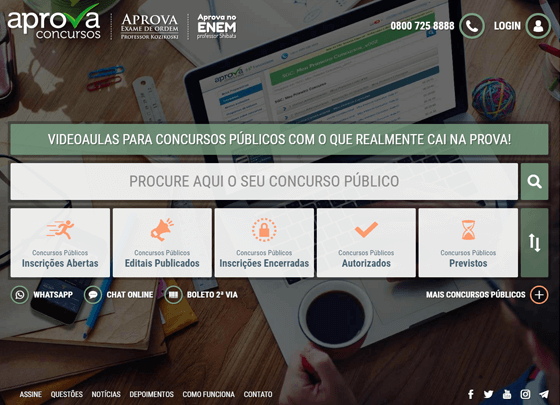 aprova
concursos
APROVA
EXAME DE ORDEM
PROFESSOR KOZIKOSKI
Aprova no
ENEM
professor Shibata
0800 725 8888
LOGIN
aprova
VIDEOAULAS PARA CONCURSOS PÚBLICOS COM O QUE REALMENTE CAI NA PROVA!
PROCURE AQUI O SEU CONCURSO PÚBLICO
Concursos Públicos
Inscrições Abertas
Concursos Públicos
Editais Publicados
Concursos Públicos
Inscrições Encerradas
Concursos Públicos
Autorizados
Concursos Públicos
Previstos
WHATSAPP
CHAT ONLINE
BOLETO 2ª VIA
MAIS CONCURSOS PÚBLICOS
ASSINE QUESTÕES NOTÍCIAS DEPOIMENTOS COMO FUNCIONA CONTATO